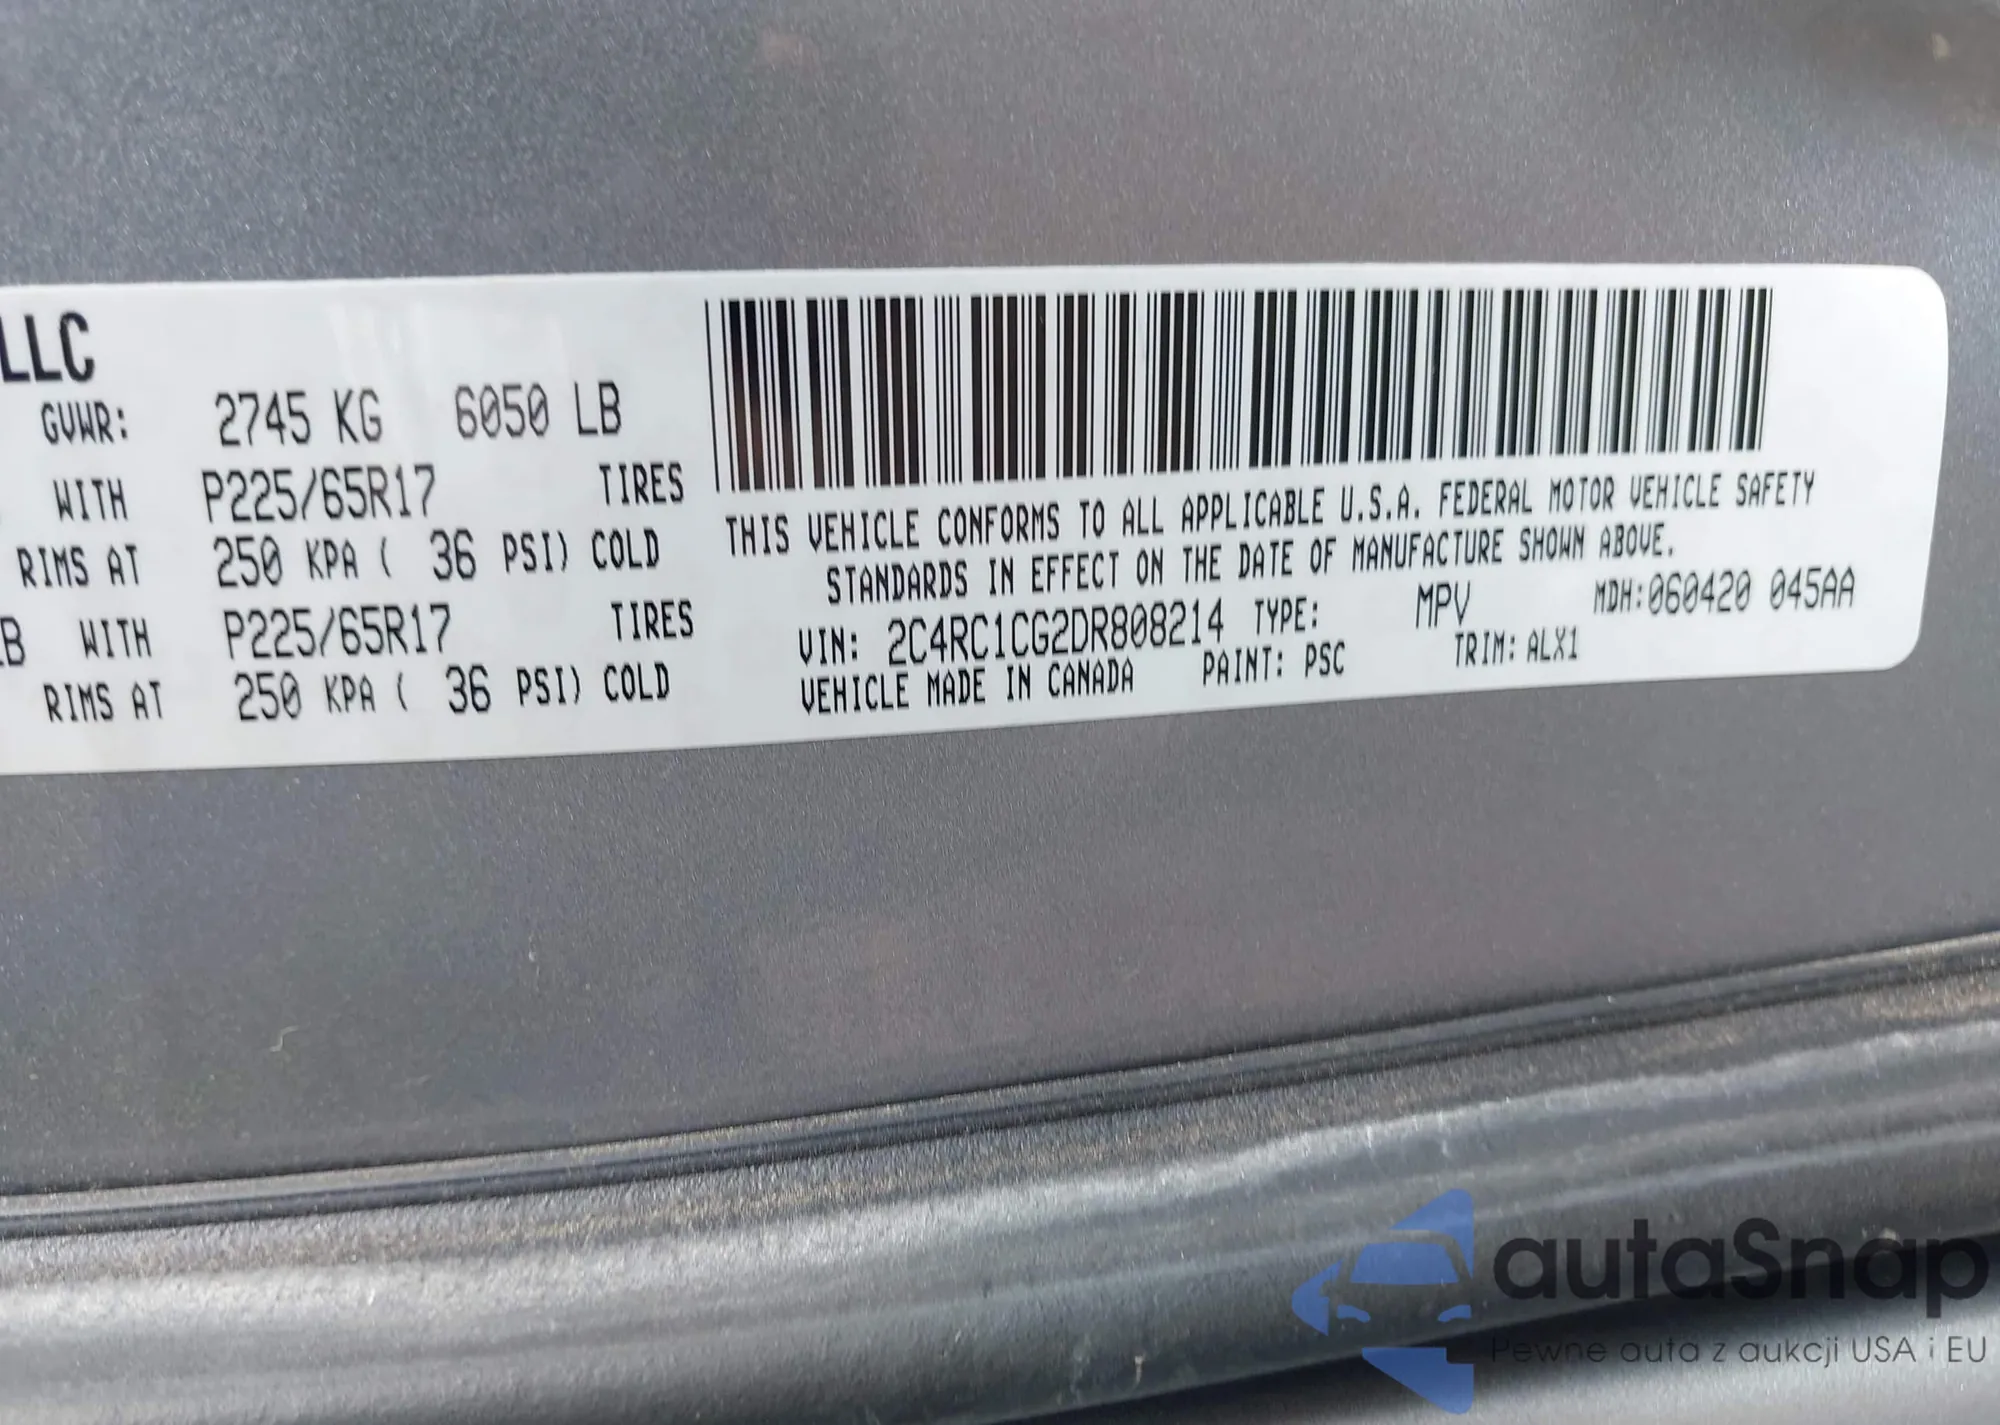 LLC
GVWR: 2745 KG 6050 LB
WITH P225/65R17 TIRES
RIMS AT 250 KPA ( 36 PSI) COLD
LB WITH P225/65R17 TIRES
RIMS AT 250 KPA ( 36 PSI) COLD
THIS VEHICLE CONFORMS TO ALL APPLICABLE U.S.A. FEDERAL MOTOR VEHICLE SAFETY
STANDARDS IN EFFECT ON THE DATE OF MANUFACTURE SHOWN ABOVE.
VIN: 2C4RC1CG2DR808214 TYPE: MPV MDH:060420 045AA
VEHICLE MADE IN CANADA PAINT: PSC TRIM: ALX1
autaSnap
Pewne auta z aukcji USA i EU